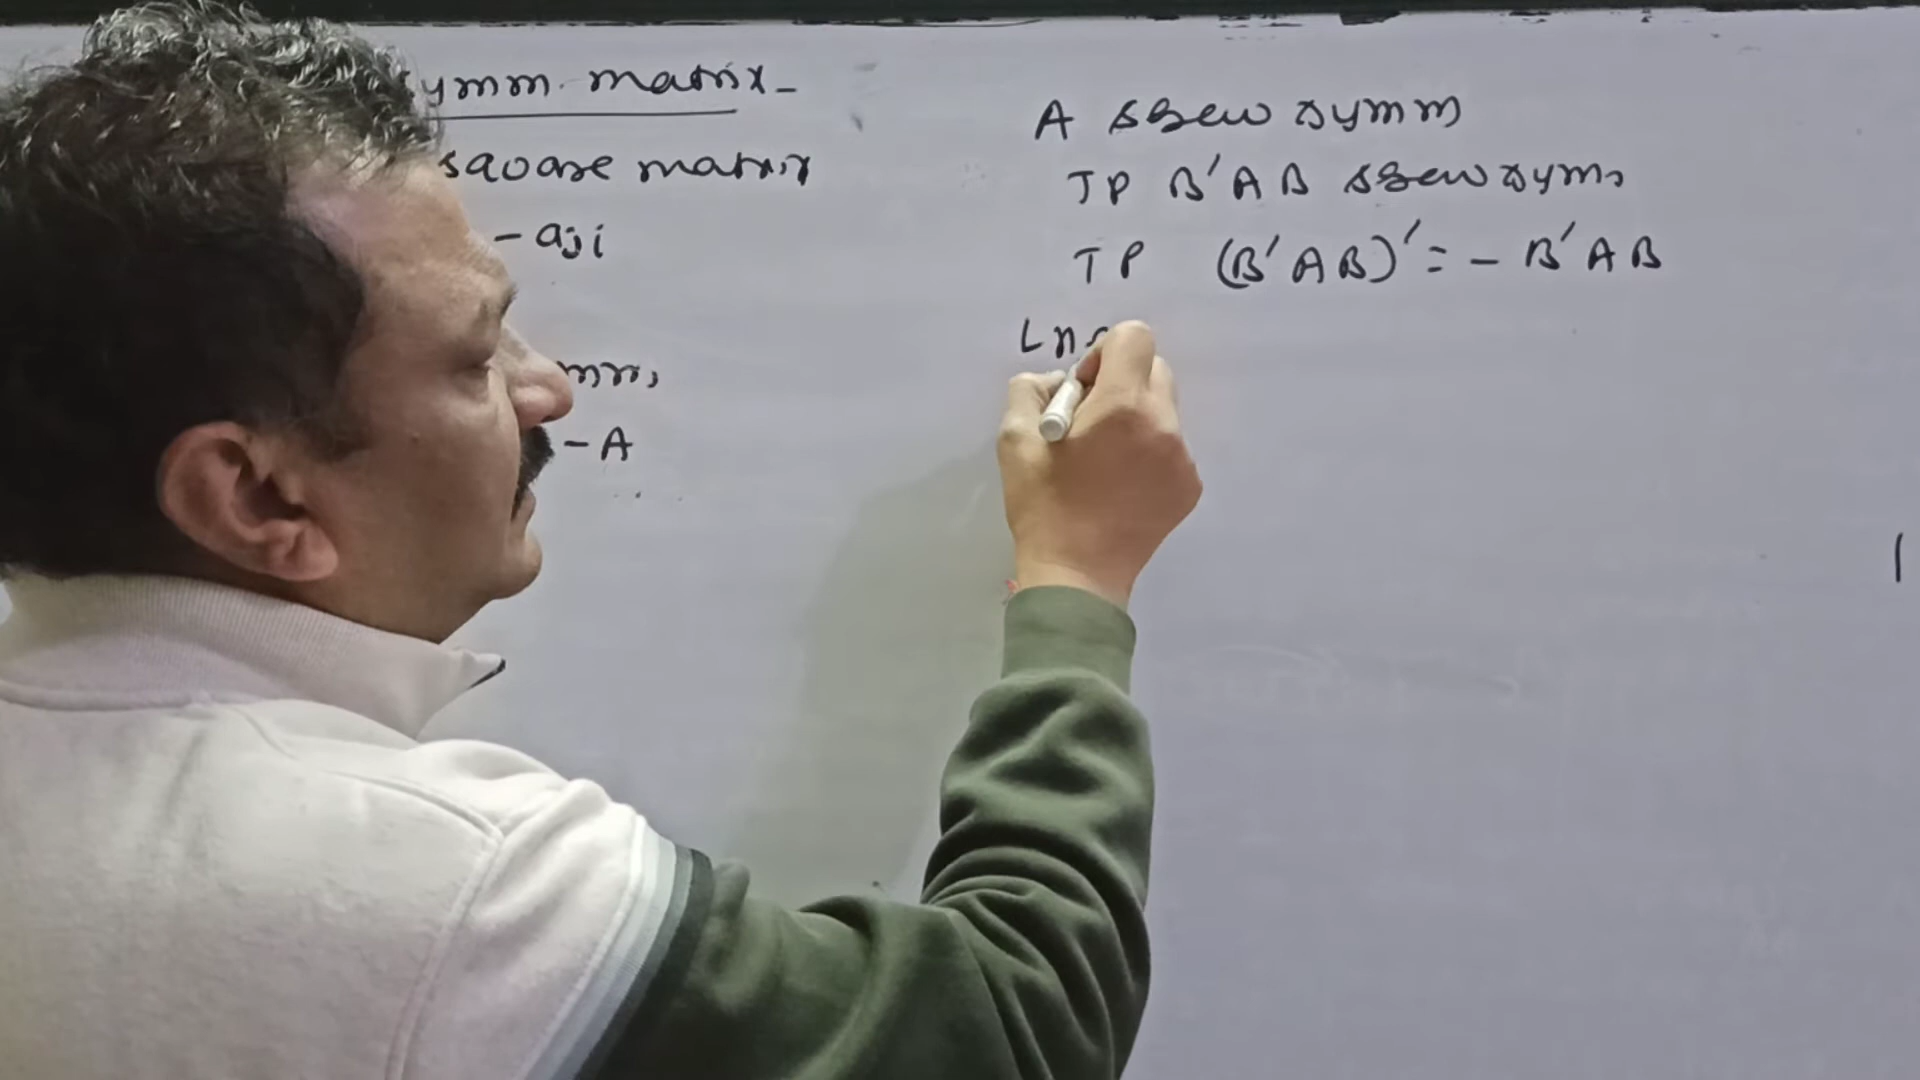 ymm. matrix-
square matrix
- aji
mm,
- A
A skew symm
TP B'AB skew symm
TP (B'AB)' = - B'AB
LHS